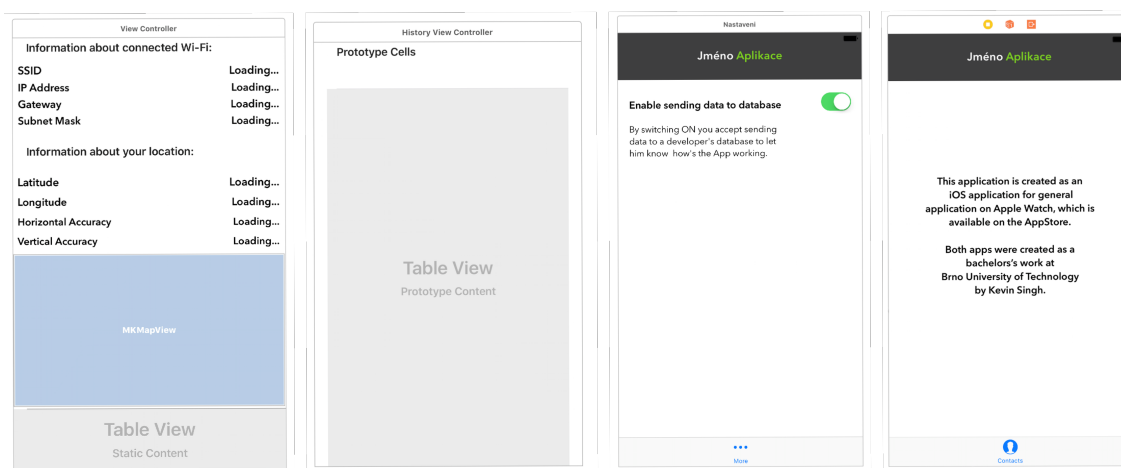 View Controller
Information about connected Wi-Fi:
SSID Loading...
IP Address Loading...
Gateway Loading...
Subnet Mask Loading...
Information about your location:
Latitude Loading...
Longitude Loading...
Horizontal Accuracy Loading...
Vertical Accuracy Loading...
MKMapView
Table View
Static Content
History View Controller
Prototype Cells
Table View
Prototype Content
Nastaveni
Jméno Aplikace
Enable sending data to database
By switching ON you accept sending
data to a developer's database to let
him know how's the App working.
More
Jméno Aplikace
This application is created as an
iOS application for general
application on Apple Watch, which is
available on the AppStore.
Both apps were created as a
bachelors's work at
Brno University of Technology
by Kevin Singh.
Contacts